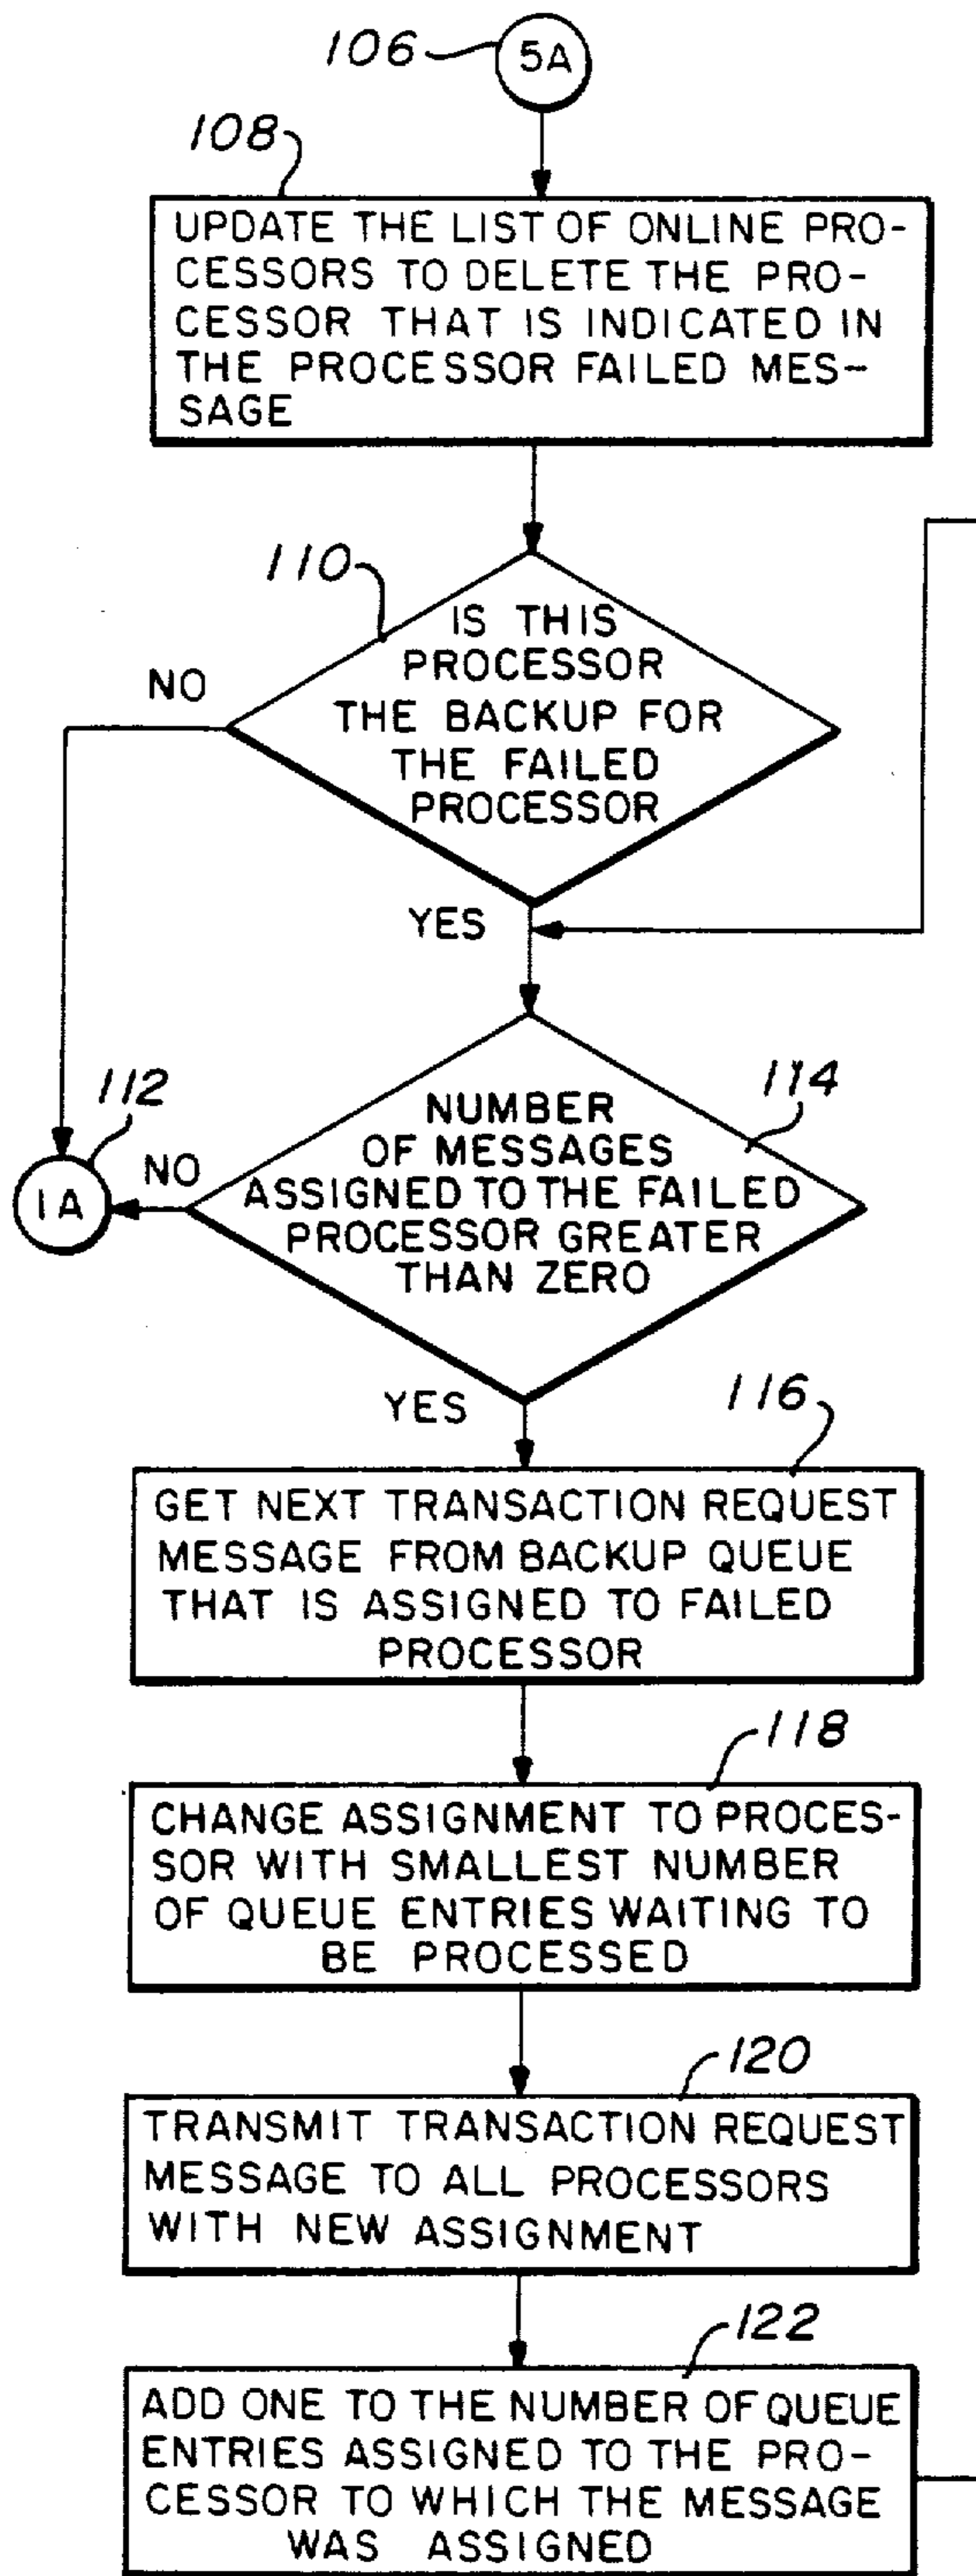 106
5A
108
UPDATE THE LIST OF ONLINE PRO-
CESSORS TO DELETE THE PRO-
CESSOR THAT IS INDICATED IN
THE PROCESSOR FAILED MES-
SAGE
110
IS THIS
PROCESSOR
THE BACKUP FOR
THE FAILED
PROCESSOR
NO
YES
112
1A
NO
114
NUMBER
OF MESSAGES
ASSIGNED TO THE FAILED
PROCESSOR GREATER
THAN ZERO
YES
116
GET NEXT TRANSACTION REQUEST
MESSAGE FROM BACKUP QUEUE
THAT IS ASSIGNED TO FAILED
PROCESSOR
118
CHANGE ASSIGNMENT TO PROCES-
SOR WITH SMALLEST NUMBER
OF QUEUE ENTRIES WAITING TO
BE PROCESSED
120
TRANSMIT TRANSACTION REQUEST
MESSAGE TO ALL PROCESSORS
WITH NEW ASSIGNMENT
122
ADD ONE TO THE NUMBER OF QUEUE
ENTRIES ASSIGNED TO THE PRO-
CESSOR TO WHICH THE MESSAGE
WAS ASSIGNED